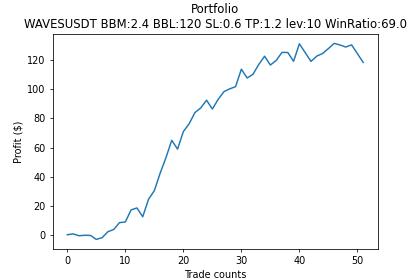 Portfolio
WAVESUSDT BBM:2.4 BBL:120 SL:0.6 TP:1.2 lev:10 WinRatio:69.0
120
100
80
60
40
20
0
Profit ($)
0 10 20 30 40 50
Trade counts